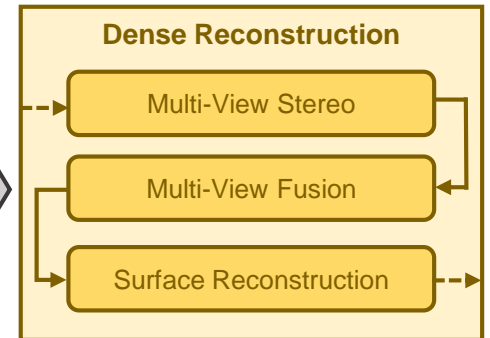 Dense Reconstruction
Multi-View Stereo
Multi-View Fusion
Surface Reconstruction